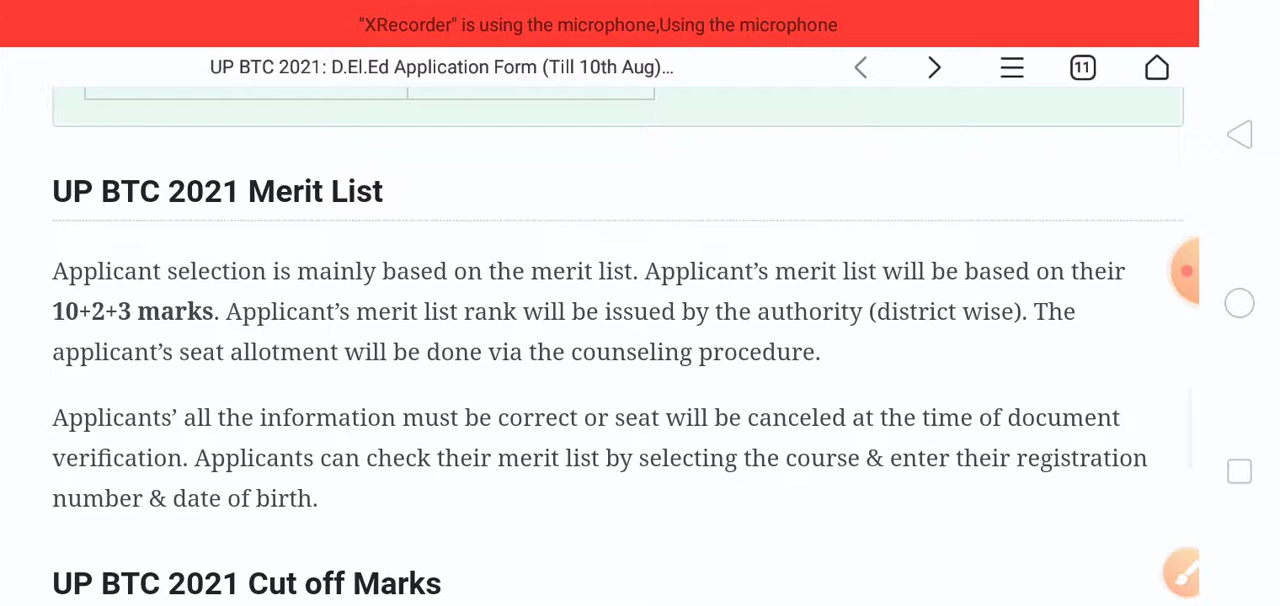 "XRecorder" is using the microphone,Using the microphone
UP BTC 2021: D.El.Ed Application Form (Till 10th Aug)...
11
UP BTC 2021 Merit List
Applicant selection is mainly based on the merit list. Applicant’s merit list will be based on their
10+2+3 marks. Applicant’s merit list rank will be issued by the authority (district wise). The
applicant’s seat allotment will be done via the counseling procedure.
Applicants’ all the information must be correct or seat will be canceled at the time of document
verification. Applicants can check their merit list by selecting the course & enter their registration
number & date of birth.
UP BTC 2021 Cut off Marks